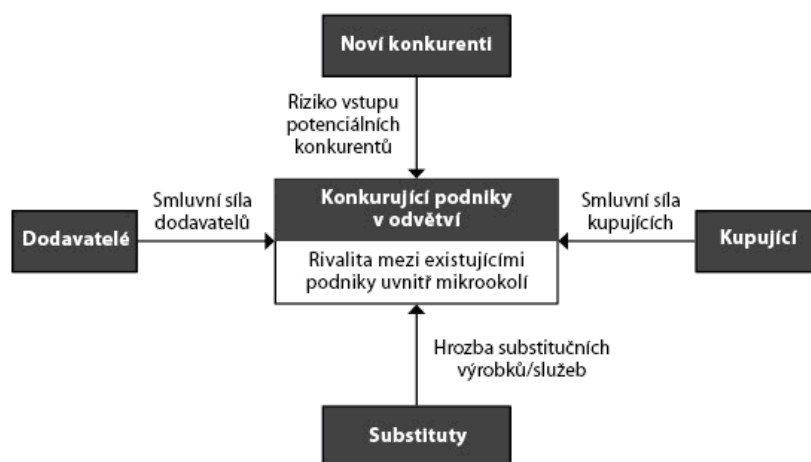 Noví konkurenti
Riziko vstupu
potenciálních
konkurentů
Smluvní síla
dodavatelů
Konkurující podniky
v odvětví
Smluvní síla
kupujících
Dodavatelé
Kupující
Rivalita mezi existujícími
podniky uvnitř mikrookolí
Hrozba substitučních
výrobků/služeb
Substituty